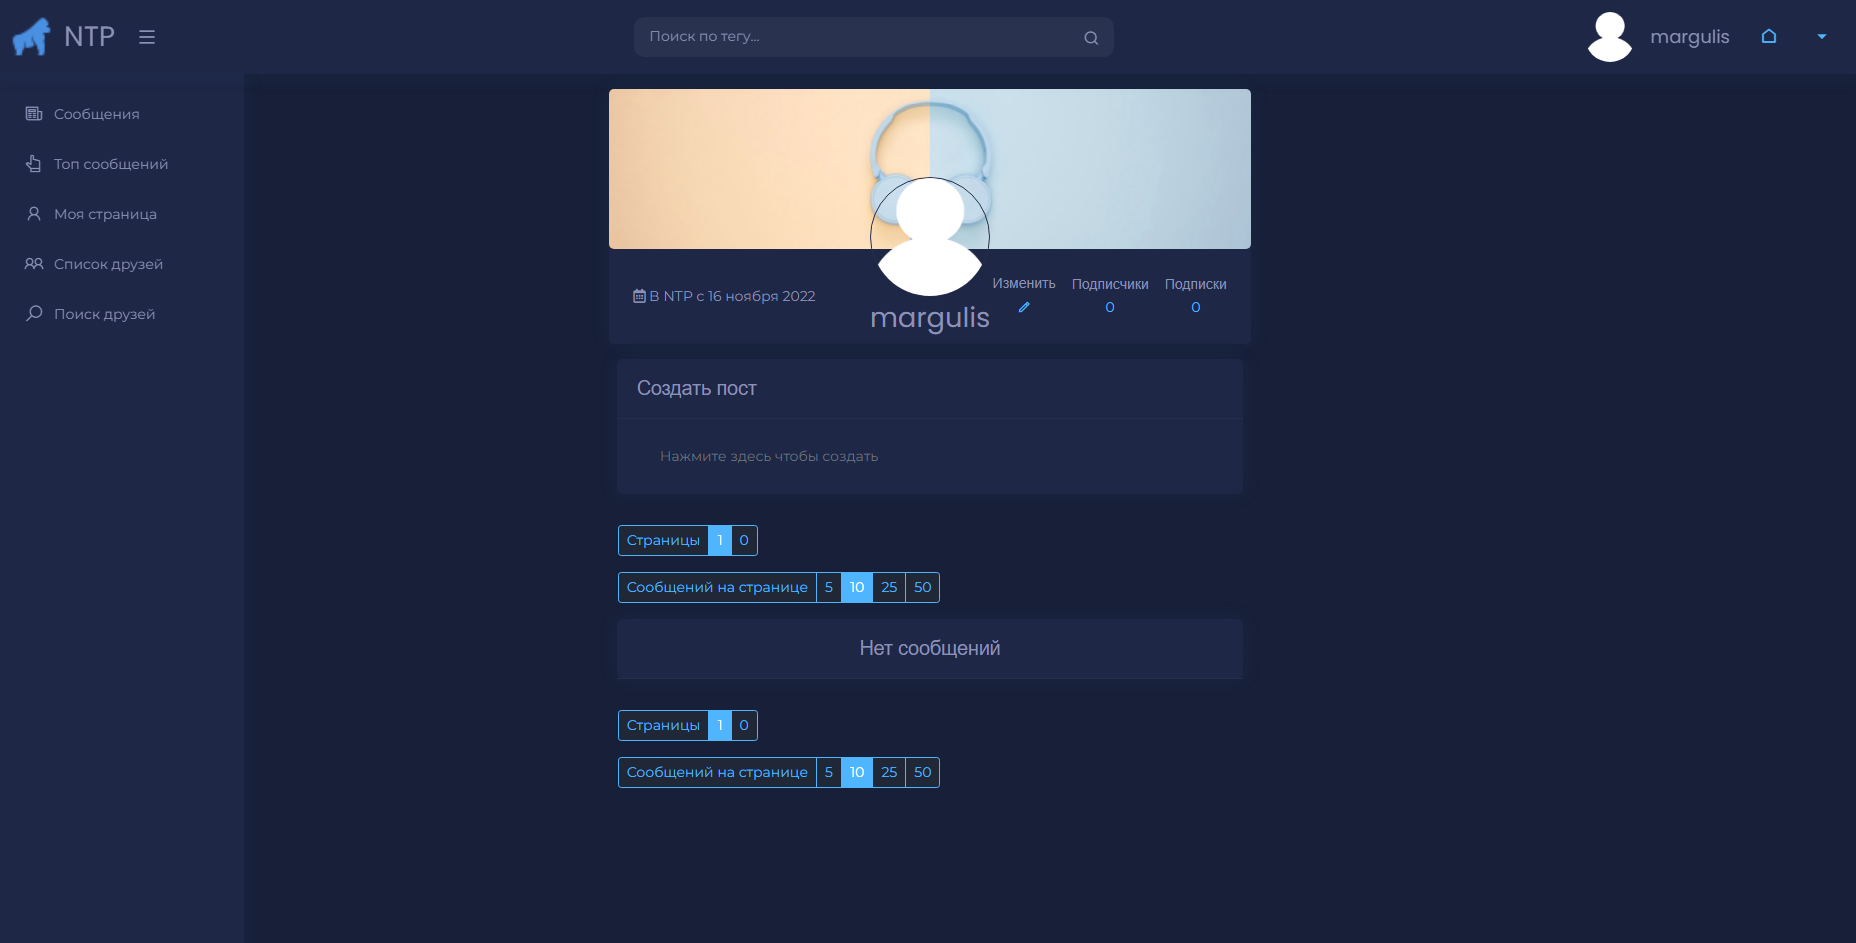 NTP
Поиск по тегу...
margulis
Сообщения
Топ сообщений
Моя страница
Список друзей
Поиск друзей
В NTP с 16 ноября 2022
margulis
Изменить
Подписчики
0
Подписки
0
Создать пост
Нажмите здесь чтобы создать
Страницы 1 0
Сообщений на странице 5 10 25 50
Нет сообщений
Страницы 1 0
Сообщений на странице 5 10 25 50